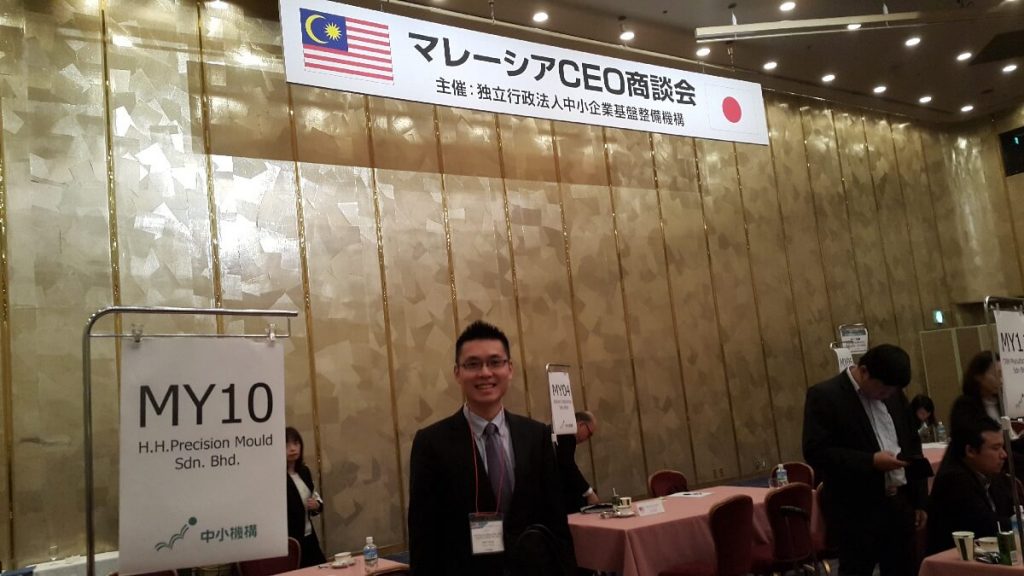 マレーシアCEO商談会
主催：独立行政法人中小企業基盤整備機構
MY10
H.H.Precision Mould
Sdn. Bhd.
中小機構
MY04
MY1